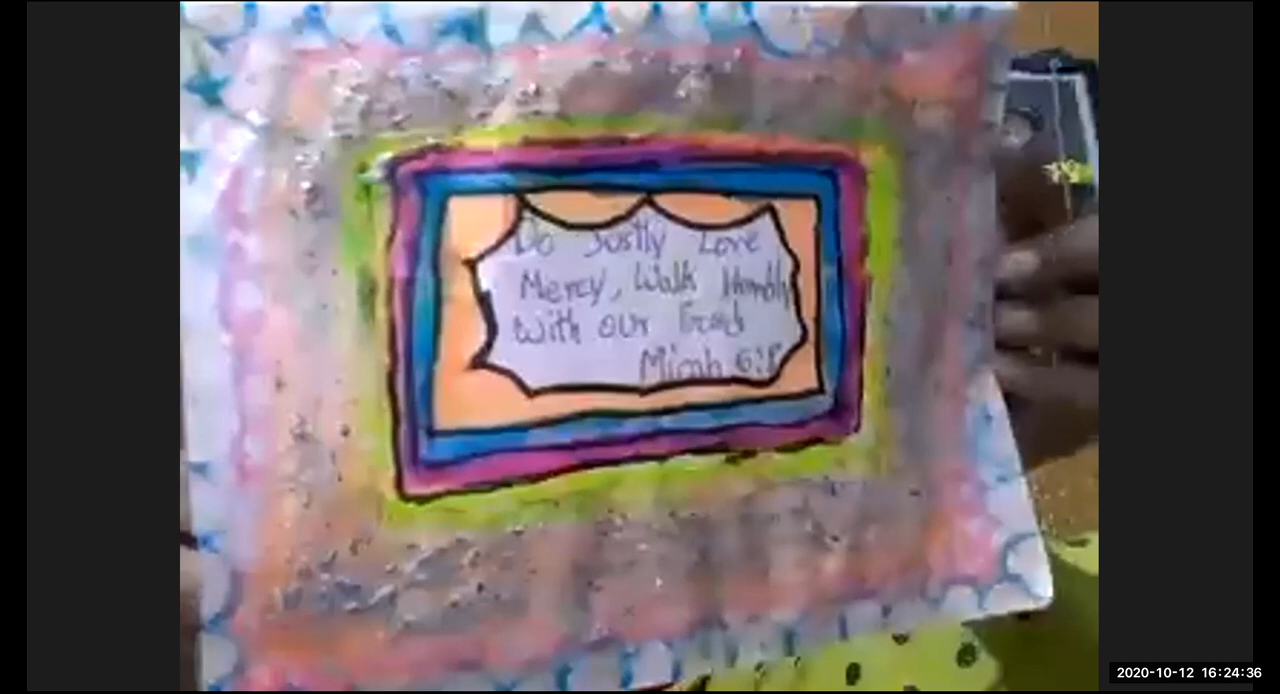 Do Justly Love
Mercy, Walk Humbly
With our God
Micah 6:8
2020-10-12 16:24:36